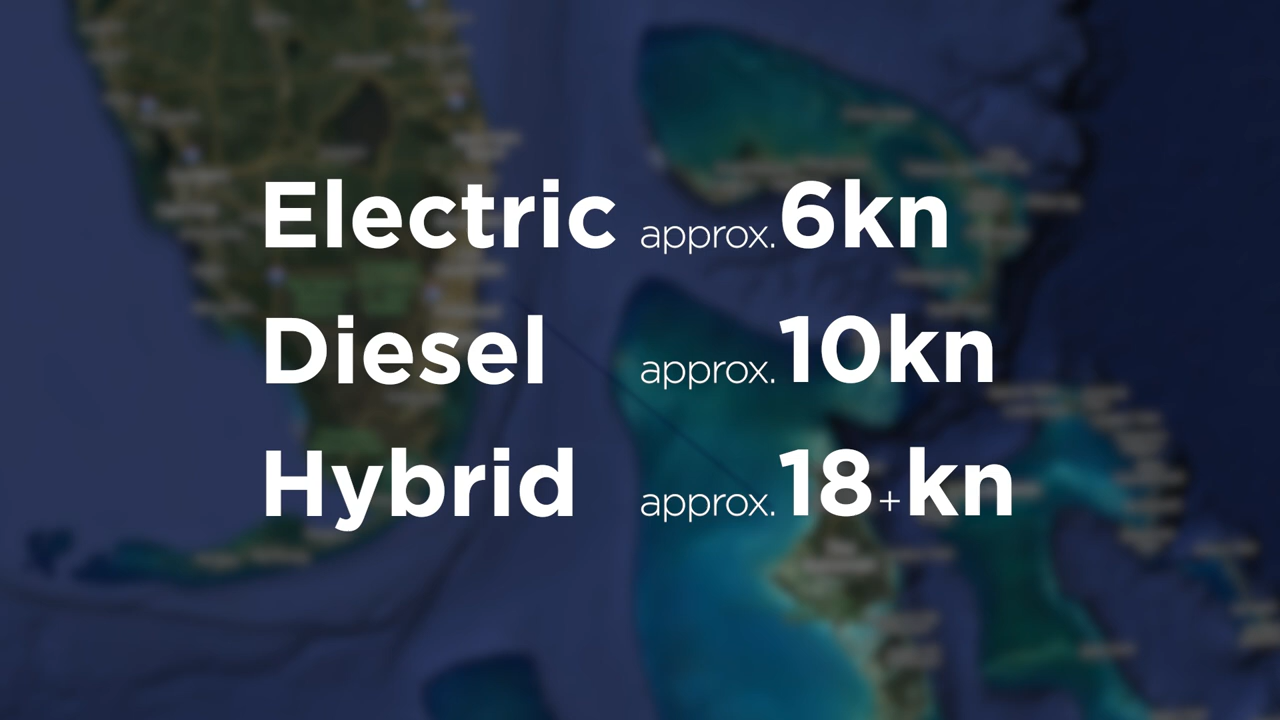 Electric approx. 6kn
Diesel approx. 10kn
Hybrid approx. 18+kn